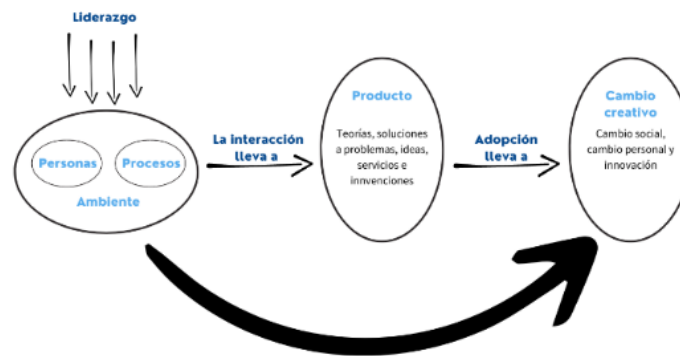 Liderazgo
Personas
Procesos
Ambiente
La interacción
lleva a
Producto
Teorías, soluciones
a problemas, ideas,
servicios e
innvenciones
Adopción
lleva a
Cambio
creativo
Cambio social,
cambio personal y
innovación